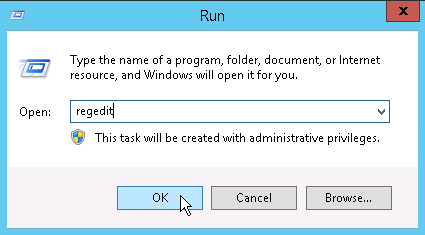 Run
x
Type the name of a program, folder, document, or Internet
resource, and Windows will open it for you.
Open:
regedit
This task will be created with administrative privileges.
OK
Cancel
Browse...